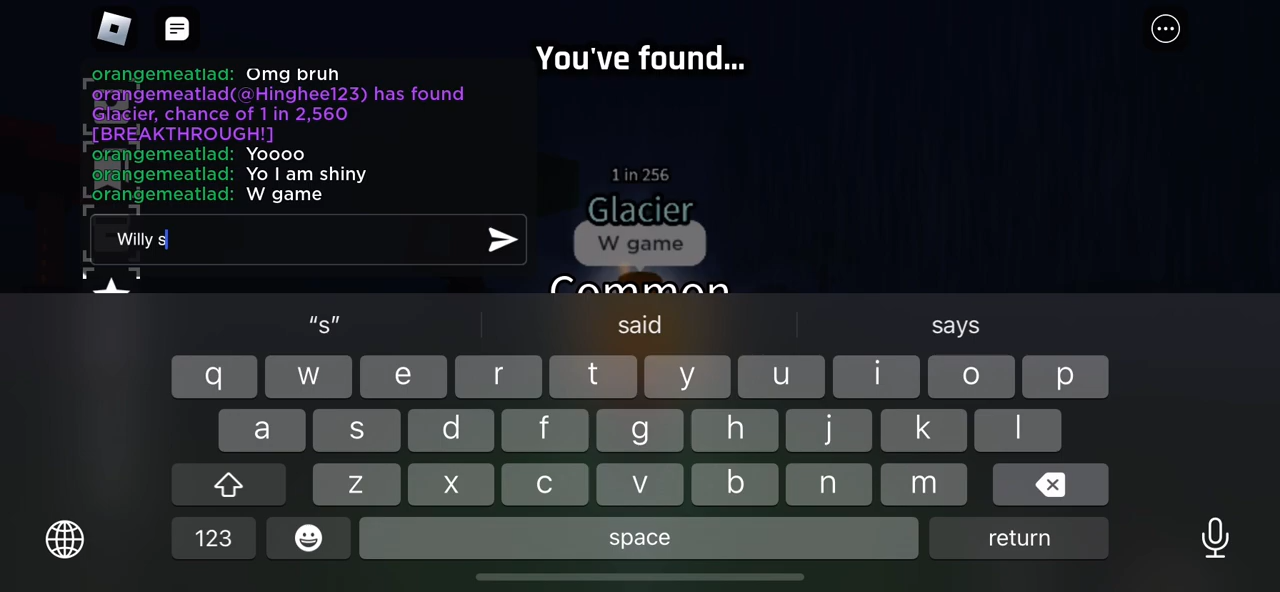 You've found...
orangemeatlad: Omg bruh
orangemeatlad(@Hinghee123) has found
Glacier, chance of 1 in 2,560
[BREAKTHROUGH!]
orangemeatlad: Yoooo
orangemeatlad: Yo I am shiny
orangemeatlad: W game
1 in 256
Glacier
W game
Willy s
Common
“s” said says
q w e r t y u i o p
a s d f g h j k l
z x c v b n m
123 space return